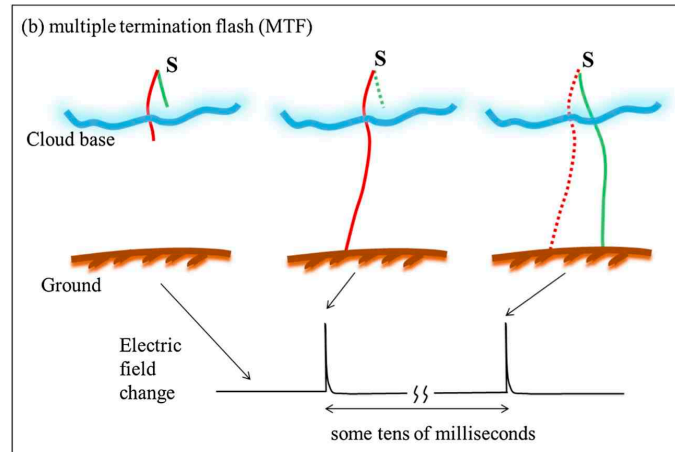 (b) multiple termination flash (MTF)
S
S
S
Cloud base
Ground
Electric
field
change
some tens of milliseconds